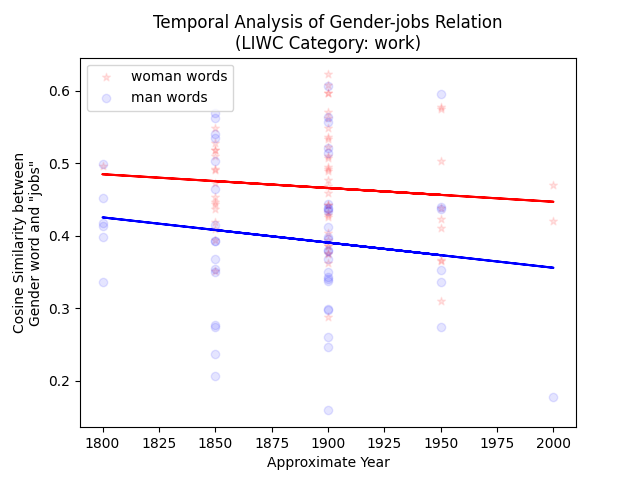 Temporal Analysis of Gender-jobs Relation
(LIWC Category: work)
woman words
man words
0.6
0.5
0.4
0.3
0.2
Cosine Similarity between
Gender word and "jobs"
1800
1825
1850
1875
1900
1925
1950
1975
2000
Approximate Year